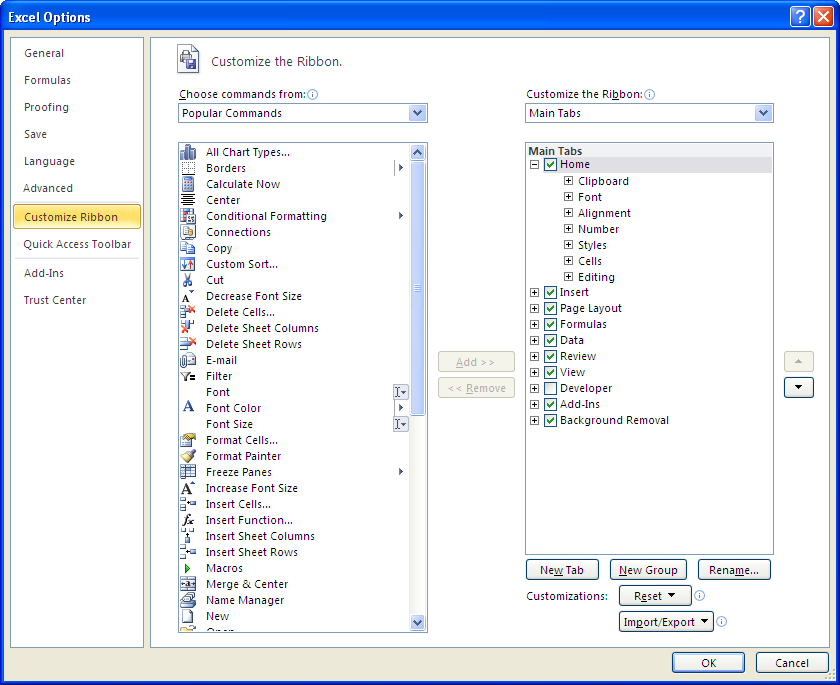 Excel Options
General
Formulas
Proofing
Save
Language
Advanced
Customize Ribbon
Quick Access Toolbar
Add-Ins
Trust Center
Customize the Ribbon.
Choose commands from:
Popular Commands
All Chart Types...
Borders
Calculate Now
Center
Conditional Formatting
Connections
Copy
Custom Sort...
Cut
Decrease Font Size
Delete Cells...
Delete Sheet Columns
Delete Sheet Rows
E-mail
Filter
Font
Font Color
Font Size
Format Cells...
Format Painter
Freeze Panes
Increase Font Size
Insert Cells...
Insert Function...
Insert Sheet Columns
Insert Sheet Rows
Macros
Merge & Center
Name Manager
New
Add >>
<< Remove
Customize the Ribbon:
Main Tabs
Main Tabs
Home
Clipboard
Font
Alignment
Number
Styles
Cells
Editing
Insert
Page Layout
Formulas
Data
Review
View
Developer
Add-Ins
Background Removal
New Tab
New Group
Rename...
Customizations:
Reset
Import/Export
OK
Cancel